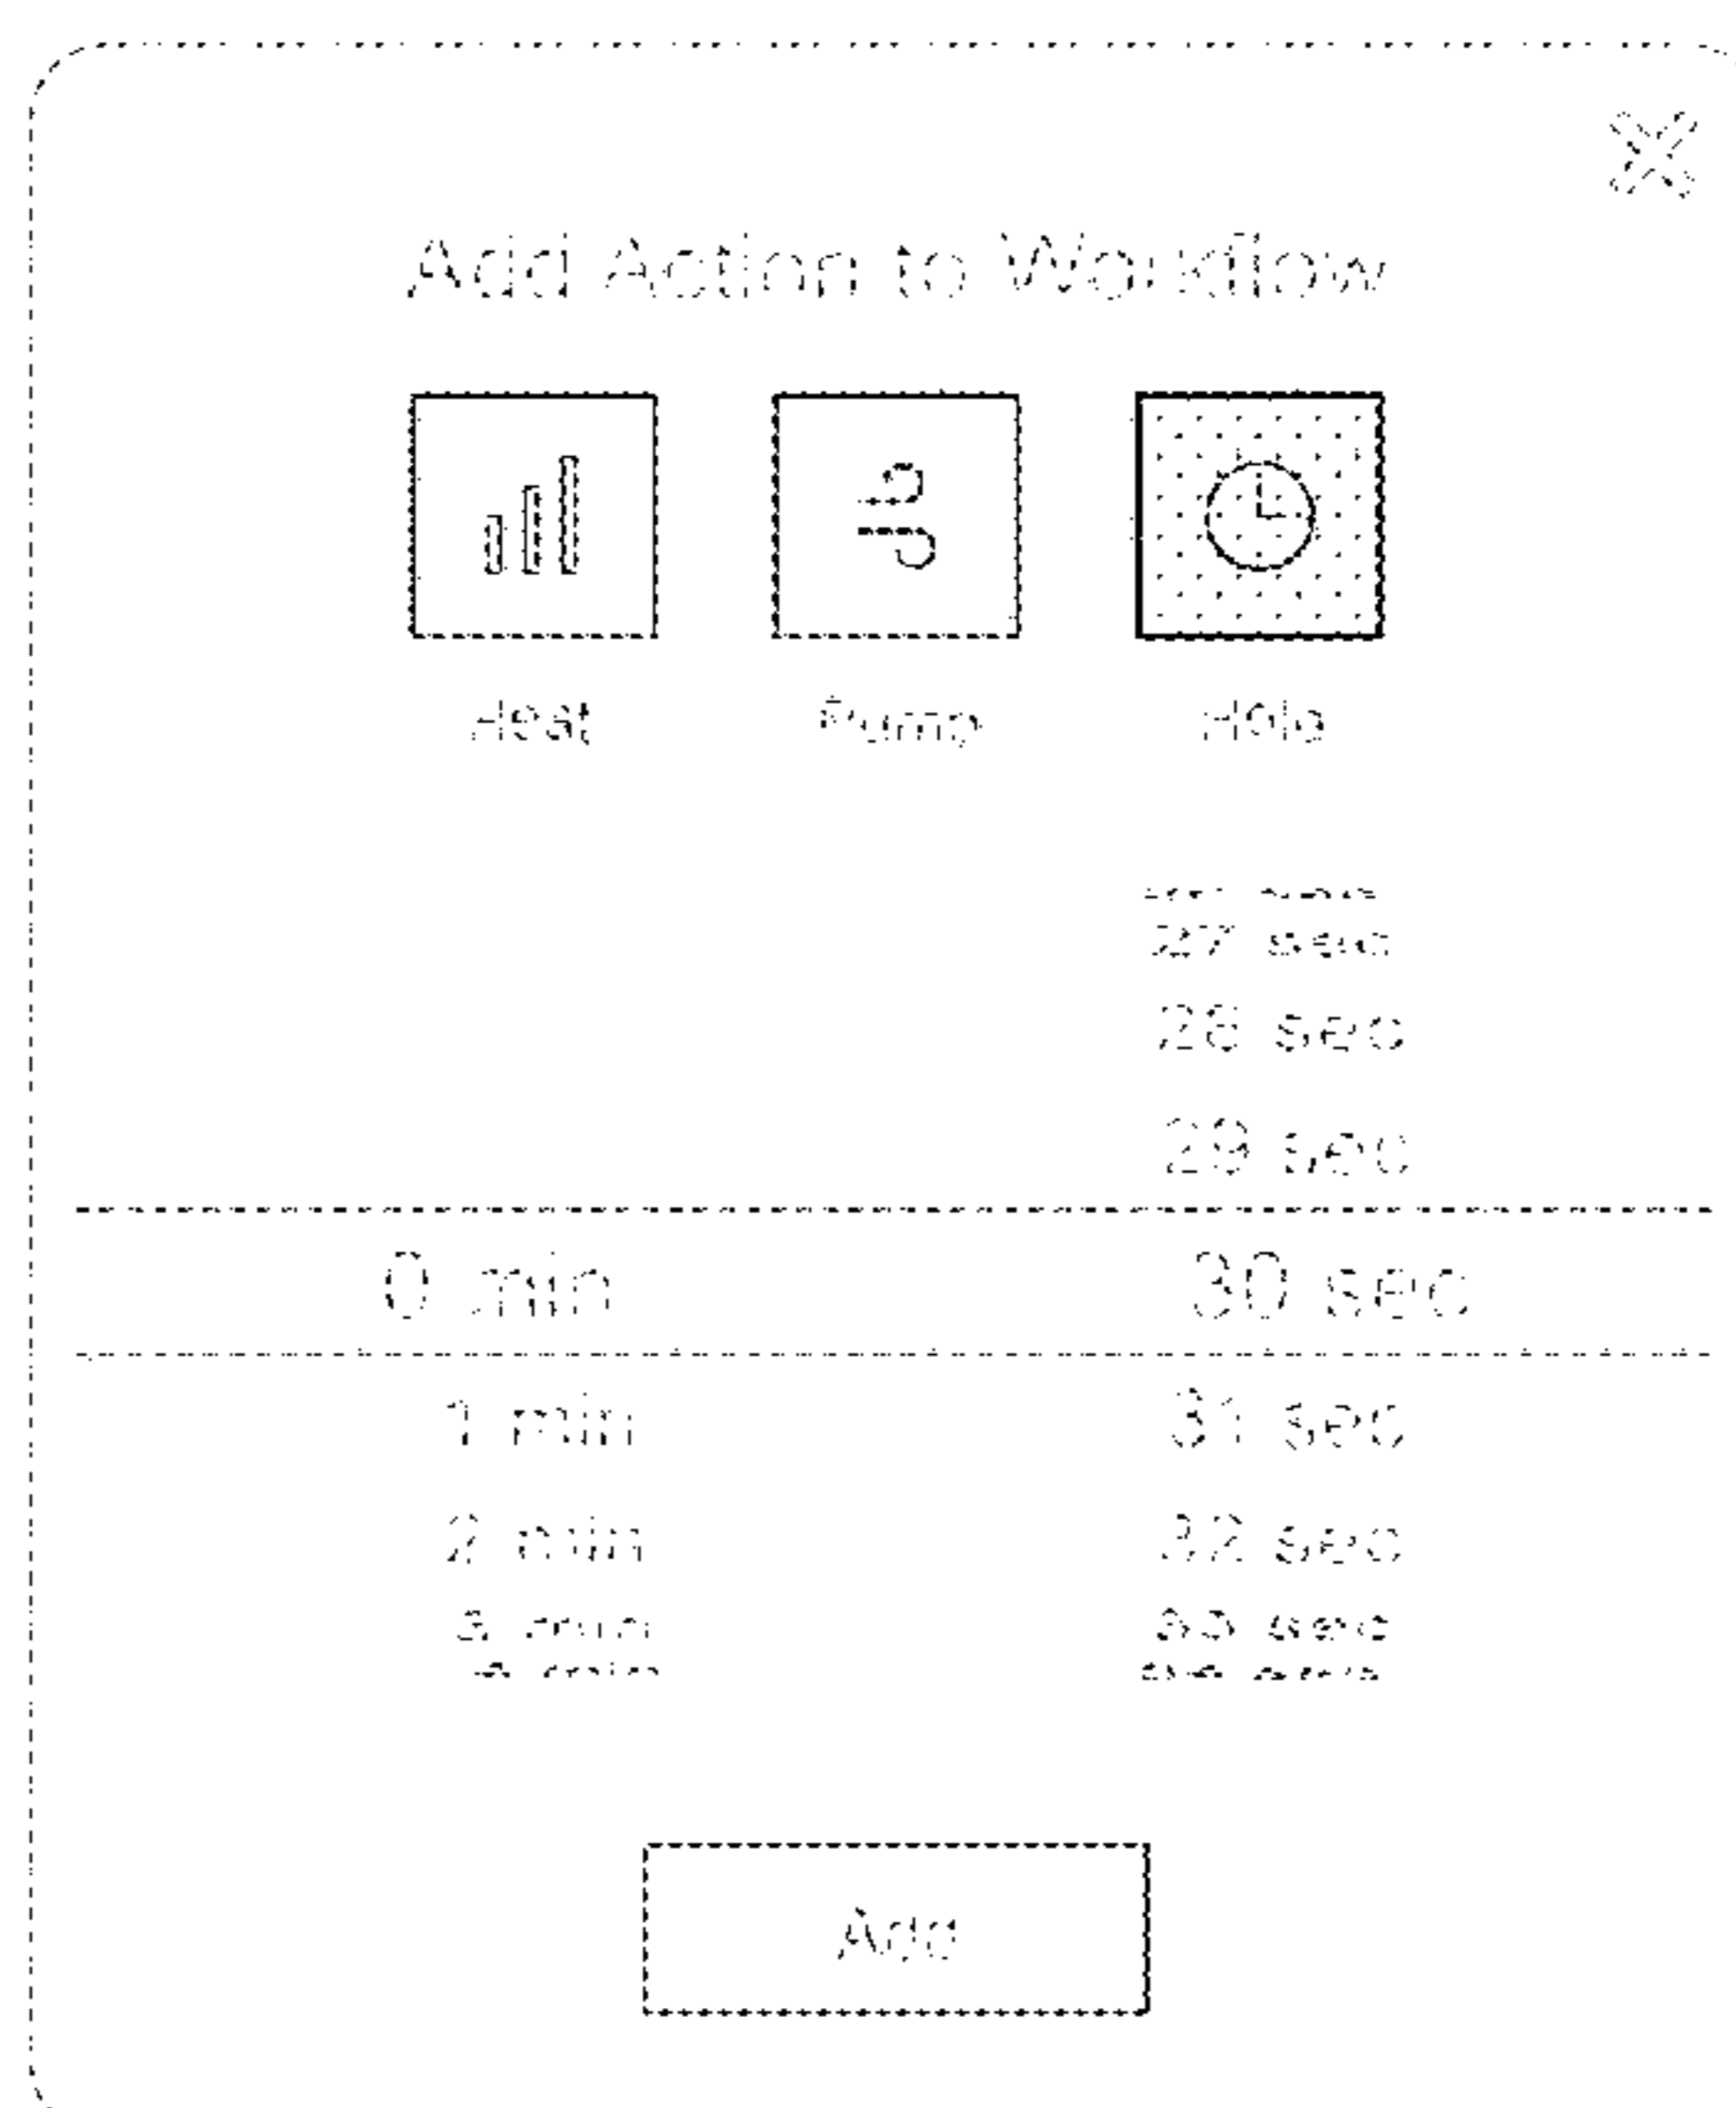 Add Action to Workflow
Heat Pump Hold
27 sec
28 sec
29 sec
0 min 30 sec
1 min 31 sec
2 min 32 sec
3 min 33 sec
Add